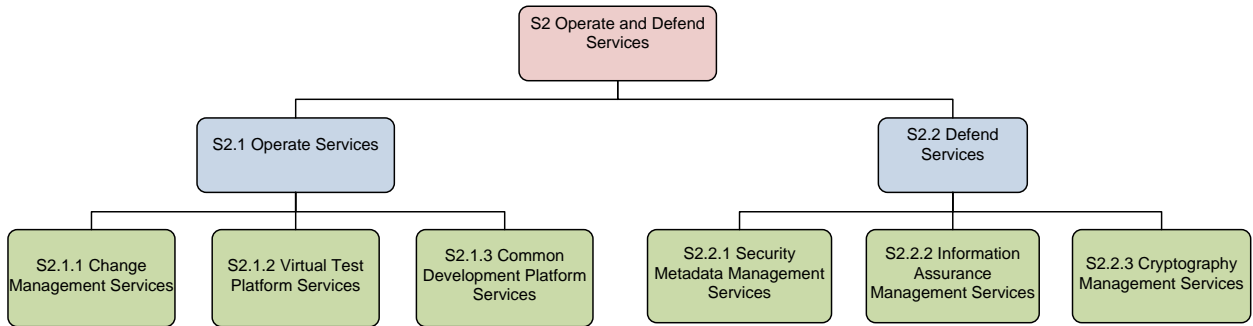 S2 Operate and Defend
Services
S2.1 Operate Services
S2.2 Defend
Services
S2.1.1 Change
Management Services
S2.1.2 Virtual Test
Platform Services
S2.1.3 Common
Development Platform
Services
S2.2.1 Security
Metadata Management
Services
S2.2.2 Information
Assurance
Management Services
S2.2.3 Cryptography
Management Services